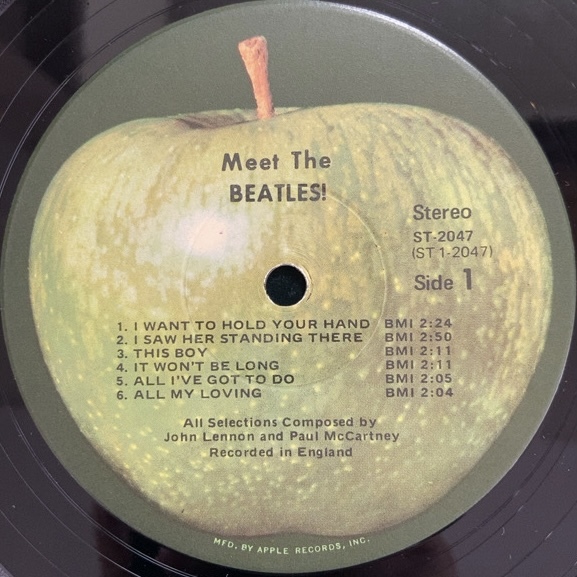 Meet The
BEATLES!
Stereo
ST-2047
(ST 1-2047)
Side 1
1. I WANT TO HOLD YOUR HAND BMI 2:24
2. I SAW HER STANDING THERE BMI 2:50
3. THIS BOY BMI 2:11
4. IT WON'T BE LONG BMI 2:11
5. ALL I'VE GOT TO DO BMI 2:05
6. ALL MY LOVING BMI 2:04
All Selections Composed by
John Lennon and Paul McCartney
Recorded in England
MFD. BY APPLE RECORDS, INC.